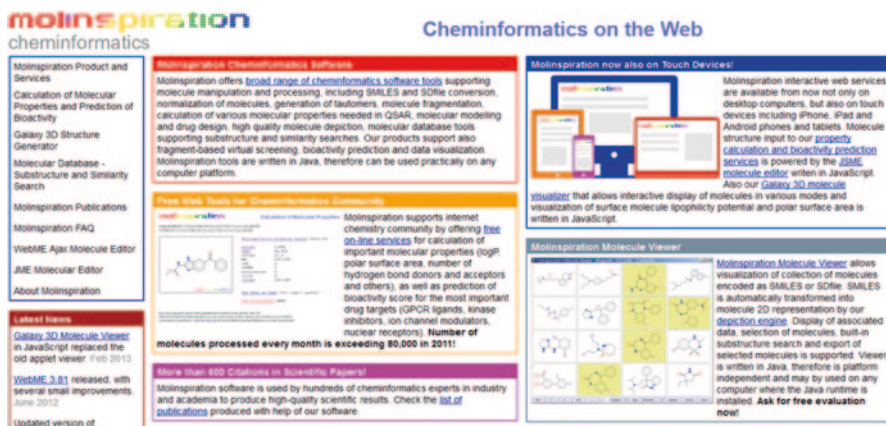 molinspiration
cheminformatics
Cheminformatics on the Web
Molinspiration Product and
Services
Calculation of Molecular
Properties and Prediction of
Bioactivity
Galaxy 3D Structure
Generator
Molecular Database -
Substructure and Similarity
Search
Molinspiration Publications
Molinspiration FAQ
WebME Ajax Molecule Editor
JME Molecular Editor
About Molinspiration
Latest News
Galaxy 3D Molecule Viewer
in JavaScript replaced the
old applet viewer. Feb 2013
WebME 3.81 released, with
several small improvements.
June 2012
Updated version of
Molinspiration Cheminformatics Software
Molinspiration offers broad range of cheminformatics software tools supporting
molecule manipulation and processing, including SMILES and SDfile conversion,
normalization of molecules, generation of tautomers, molecule fragmentation,
calculation of various molecular properties needed in QSAR, molecular modelling
and drug design, high quality molecule depiction, molecular database tools
supporting substructure and similarity searches. Our products support also
fragment-based virtual screening, bioactivity prediction and data visualization.
Molinspiration tools are written in Java, therefore can be used practically on any
computer platform.
Free Web Tools for Cheminformatics Community
molinspiration
Calculation of Molecular Properties
Molinspiration supports internet
chemistry community by offering free
on-line services for calculation of
important molecular properties (logP,
polar surface area, number of
hydrogen bond donors and acceptors
and others), as well as prediction of
bioactivity score for the most important
drug targets (GPCR ligands, kinase
inhibitors, ion channel modulators,
nuclear receptors). Number of
molecules processed every month is exceeding 80,000 in 2011!
More than 600 Citations in Scientific Papers!
Molinspiration software is used by hundreds of cheminformatics experts in industry
and academia to produce high-quality scientific results. Check the list of
publications produced with help of our software.
Molinspiration now also on Touch Devices!
Molinspiration interactive web services
are available from now not only on
desktop computers, but also on touch
devices including iPhone, iPad and
Android phones and tablets. Molecule
structure input to our property
calculation and bioactivity prediction
services is powered by the JSME
molecule editor writen in JavaScript.
Also our Galaxy 3D molecule
visualizer that allows interactive display of molecules in various modes and
visualization of surface molecule lipophilicity potential and polar surface area is
written in JavaScript.
Molinspiration Molecule Viewer
Molinspiration Molecule Viewer allows
visualization of collection of molecules
encoded as SMILES or SDfile. SMILES
is automatically transformed into
molecule 2D representation by our
depiction engine. Display of associated
data, selection of molecules, built-in
substructure search and export of
selected molecules is supported. Viewer
is written in Java, therefore is platform
independent and may by used on any
computer where the Java runtime is
installed. Ask for free evaluation
now!